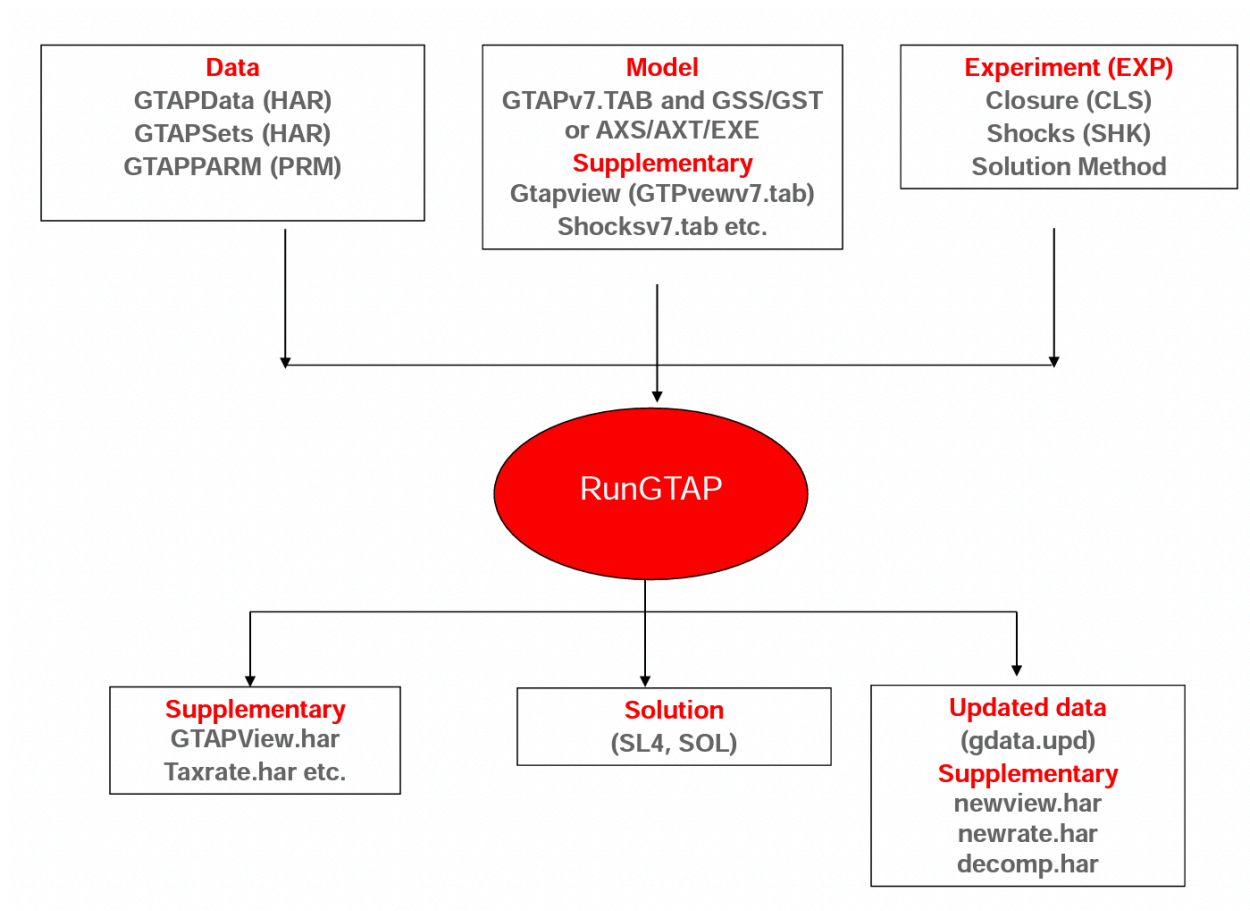 Data
GTAPData (HAR)
GTAPSets (HAR)
GTAPPARM (PRM)
Model
GTAPv7.TAB and GSS/GST
or AXS/AXT/EXE
Supplementary
Gtapview (GTPvewv7.tab)
Shocksv7.tab etc.
Experiment (EXP)
Closure (CLS)
Shocks (SHK)
Solution Method
RunGTAP
Supplementary
GTAPView.har
Taxrate.har etc.
Solution
(SL4, SOL)
Updated data
(gdata.upd)
Supplementary
newview.har
newrate.har
decomp.har